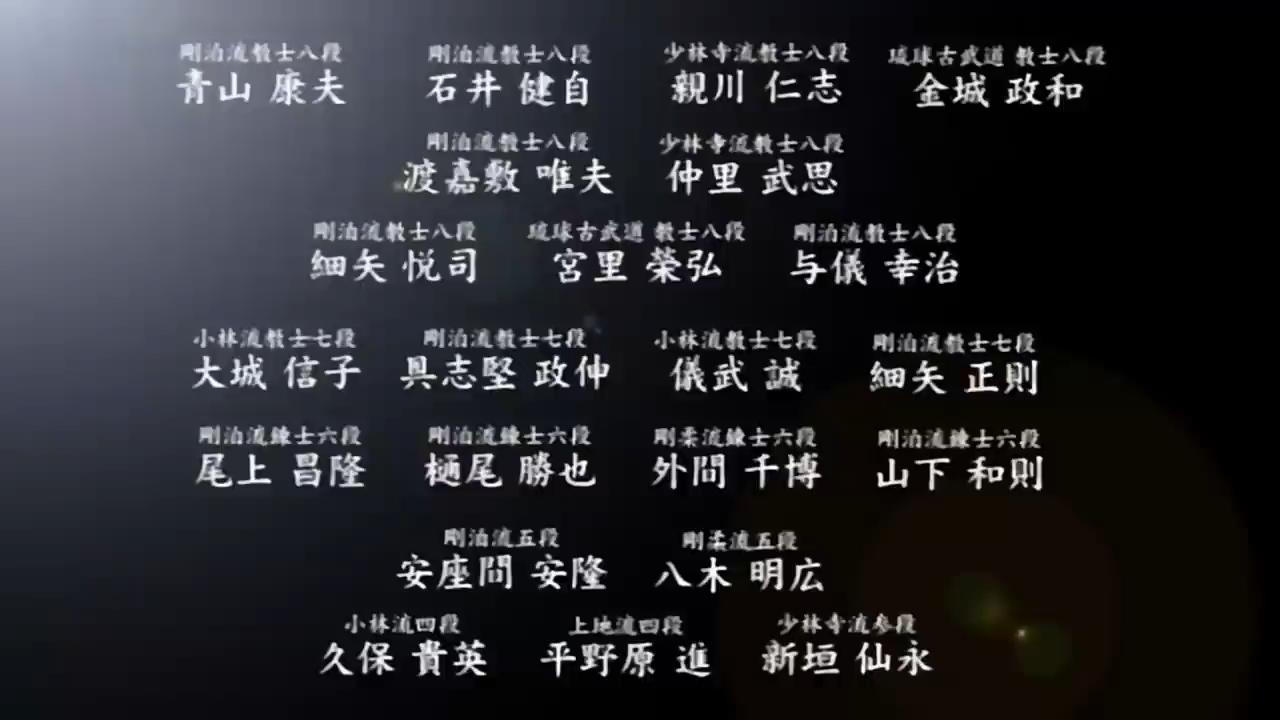 剛泊流教士八段 剛泊流教士八段 少林寺流教士八段 琉球古武道 教士八段
青山 康夫 石井 健自 親川 仁志 金城 政和
剛泊流教士八段 少林寺流教士八段
渡嘉敷 唯夫 仲里 武思
剛泊流教士八段 琉球古武道 教士八段 剛泊流教士八段
細矢 悦司 宮里 榮弘 与儀 幸治
小林流教士七段 剛泊流教士七段 小林流教士七段 剛泊流教士七段
大城 信子 具志堅 政仲 儀武 誠 細矢 正則
剛泊流錬士六段 剛泊流錬士六段 剛柔流錬士六段 剛泊流錬士六段
尾上 昌隆 樋尾 勝也 外間 千博 山下 和則
剛泊流五段 剛柔流五段
安座間 安隆 八木 明広
小林流四段 上地流四段 少林寺流参段
久保 貴英 平野原 進 新垣 仙永